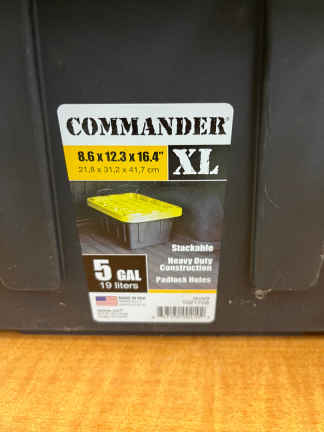 COMMANDER®
8.6 x 12.3 x 16.4"
21,8 x 31,2 x 41,7 cm
XL
Stackable
Heavy Duty
Construction
Padlock Holes
5 GAL
19 liters
MADE IN USA